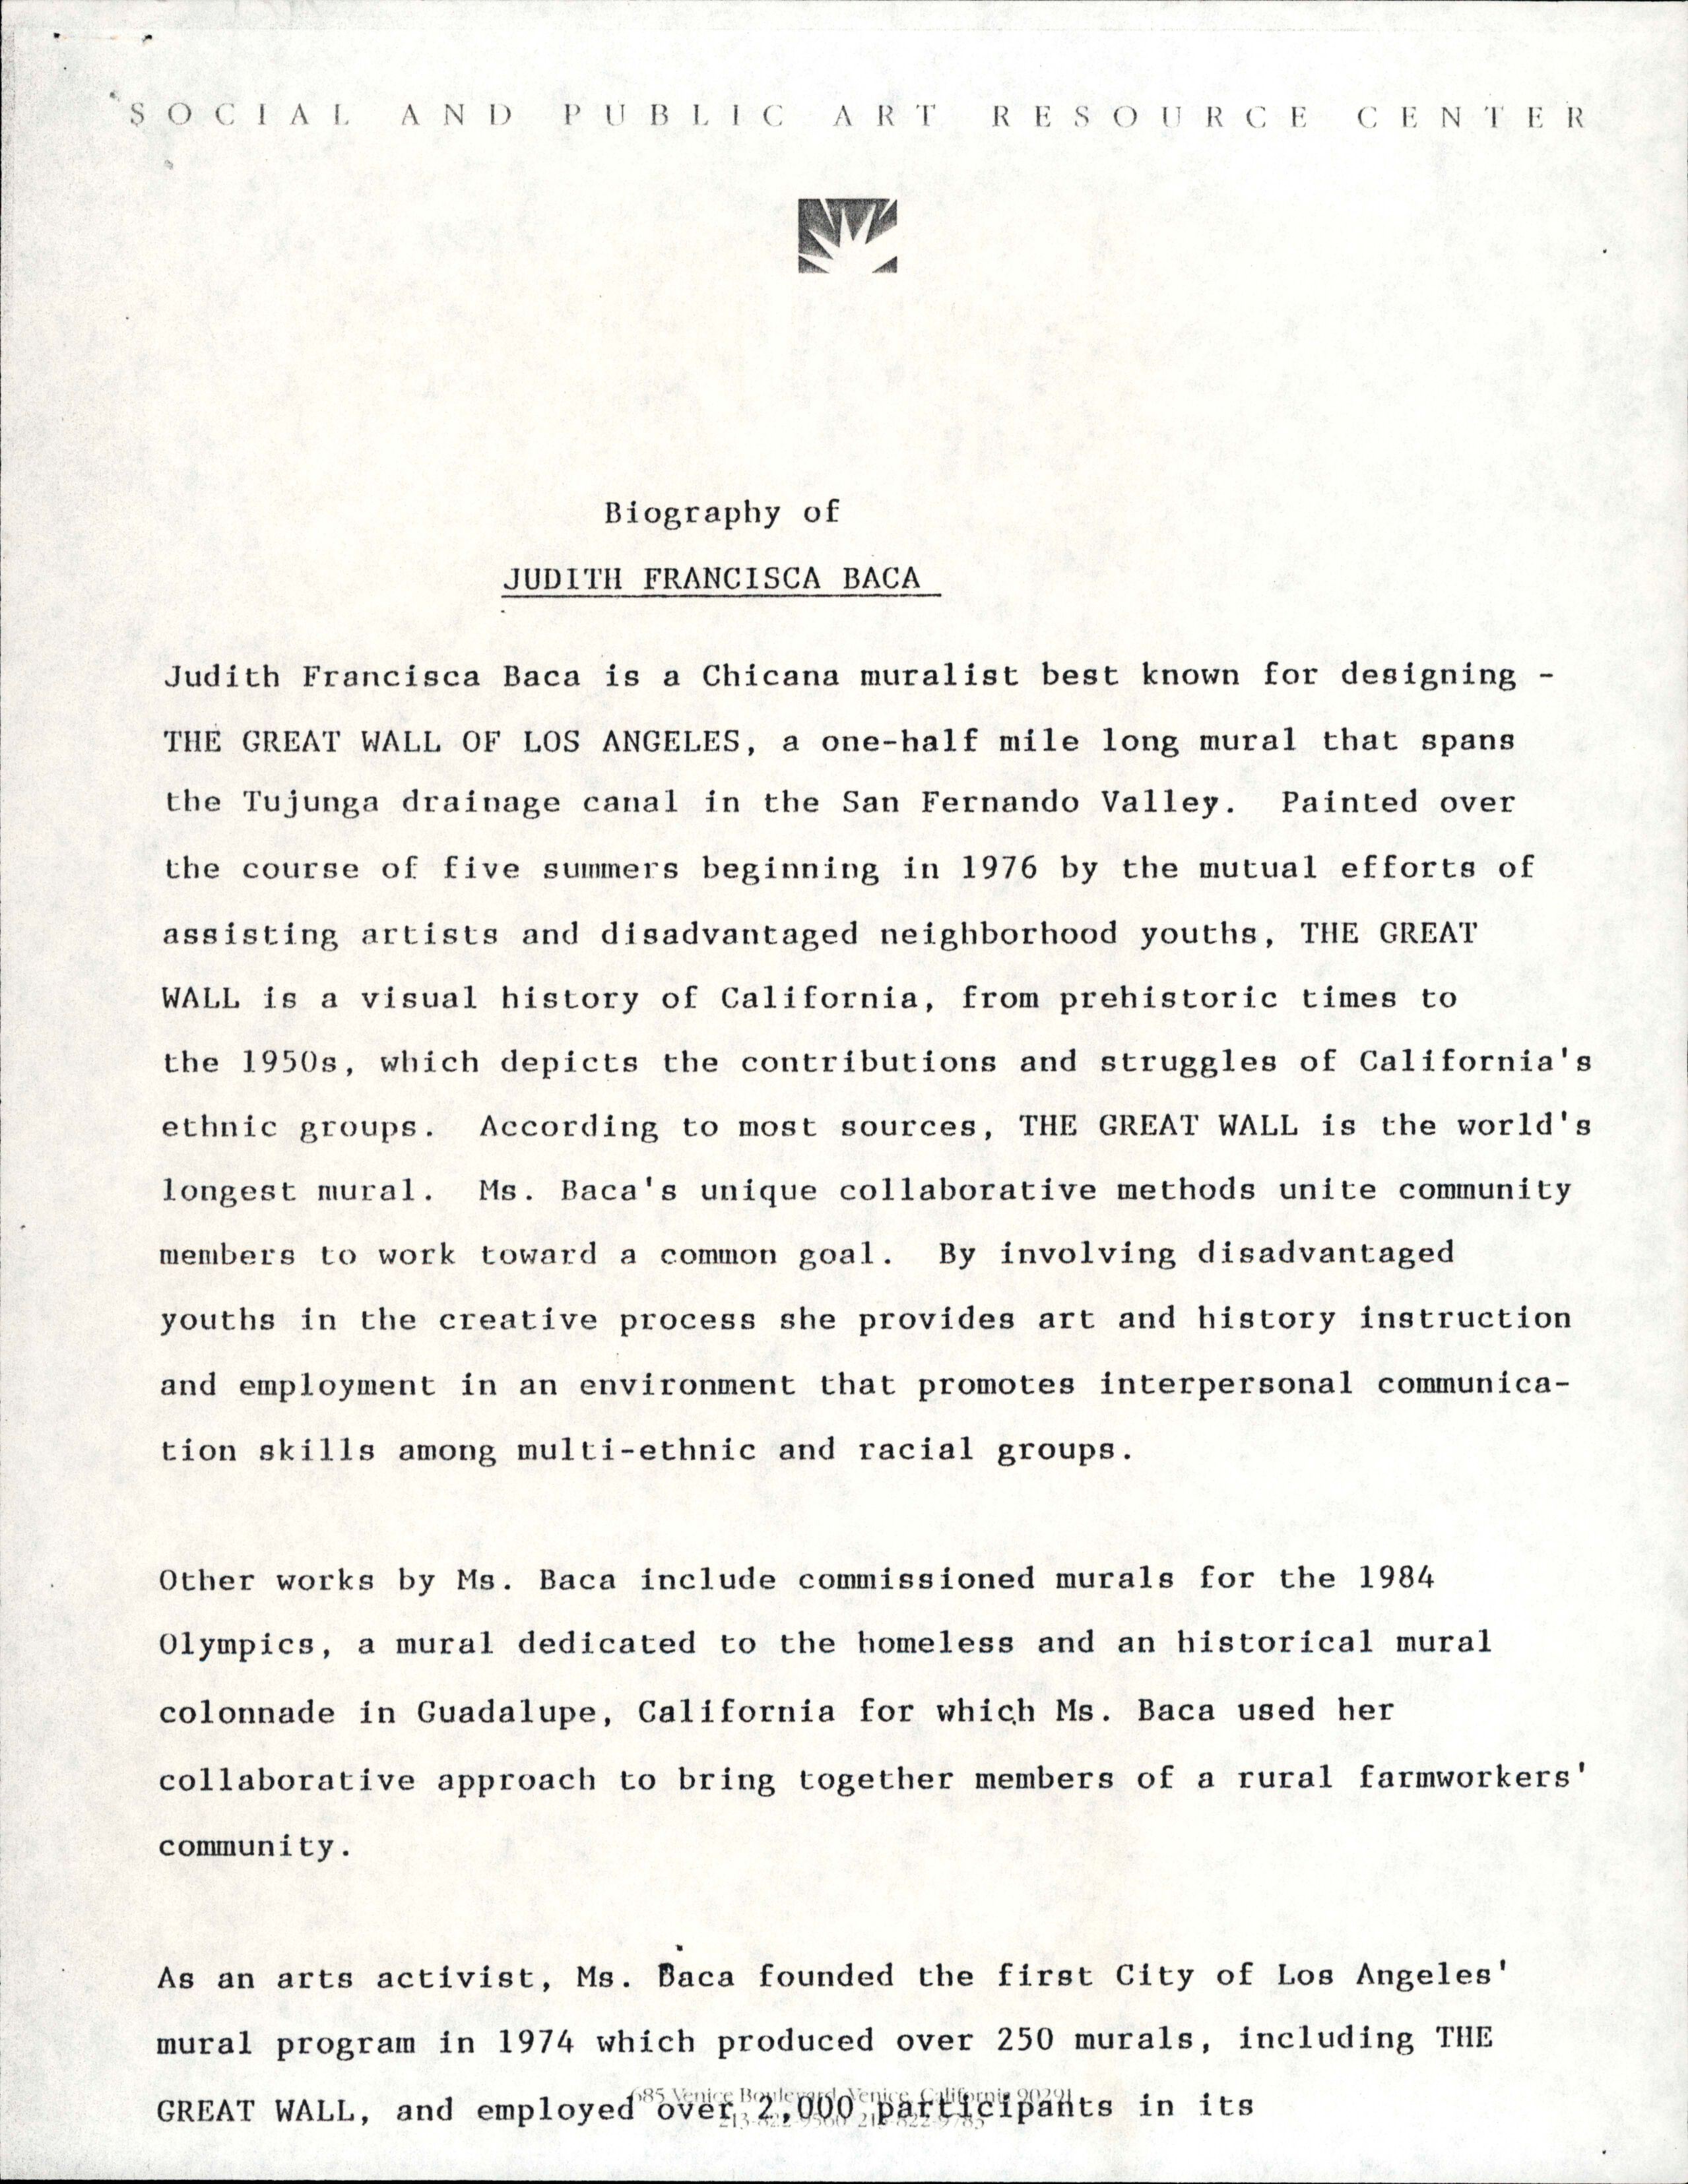 SOCIAL AND PUBLIC ART RESOURCE CENTER
Biography of
JUDITH FRANCISCA BACA
Judith Francisca Baca is a Chicana muralist best known for designing -
THE GREAT WALL OF LOS ANGELES, a one-half mile long mural that spans
the Tujunga drainage canal in the San Fernando Valley.  Painted over
the course of five summers beginning in 1976 by the mutual efforts of
assisting artists and disadvantaged neighborhood youths, THE GREAT
WALL is a visual history of California, from prehistoric times to
the 1950s, which depicts the contributions and struggles of California's
ethnic groups.  According to most sources, THE GREAT WALL is the world's
longest mural.  Ms. Baca's unique collaborative methods unite community
members to work toward a common goal.  By involving disadvantaged
youths in the creative process she provides art and history instruction
and employment in an environment that promotes interpersonal communica-
tion skills among multi-ethnic and racial groups.
Other works by Ms. Baca include commissioned murals for the 1984
Olympics, a mural dedicated to the homeless and an historical mural
colonnade in Guadalupe, California for which Ms. Baca used her
collaborative approach to bring together members of a rural farmworkers'
community.
As an arts activist, Ms. Baca founded the first City of Los Angeles'
mural program in 1974 which produced over 250 murals, including THE
GREAT WALL, and employed over 2,000 participants in its
685 Venice Boulevard Venice, California 90291